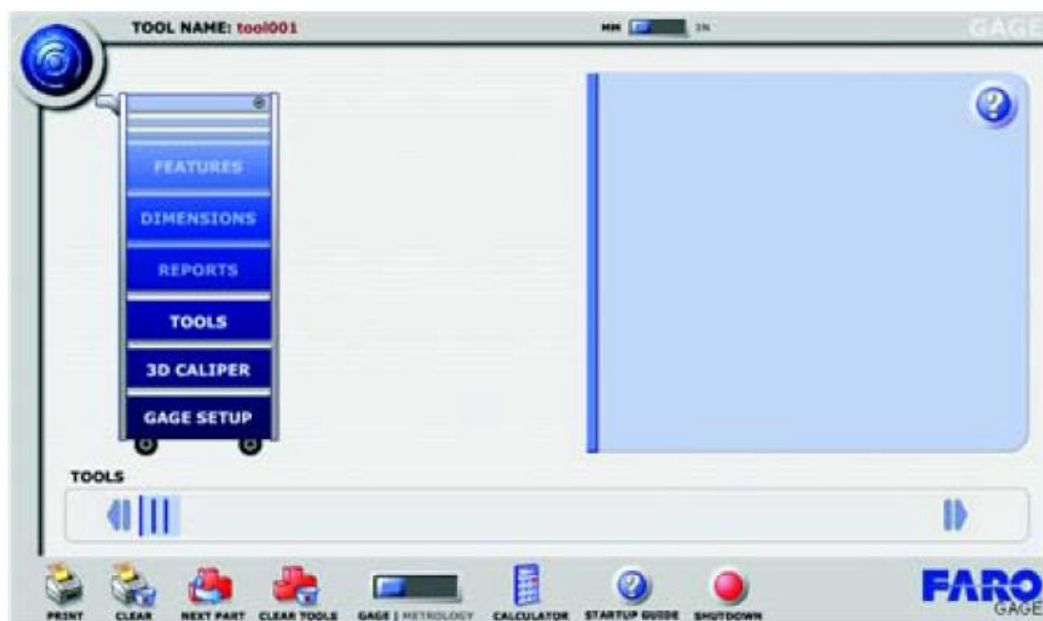 TOOL NAME: tool001
MM IN
GAGE
FEATURES
DIMENSIONS
REPORTS
TOOLS
3D CALIPER
GAGE SETUP
TOOLS
PRINT CLEAR NEXT PART CLEAR TOOLS GAGE | METROLOGY CALCULATOR STARTUP GUIDE SHUTDOWN
FARO
GAGE